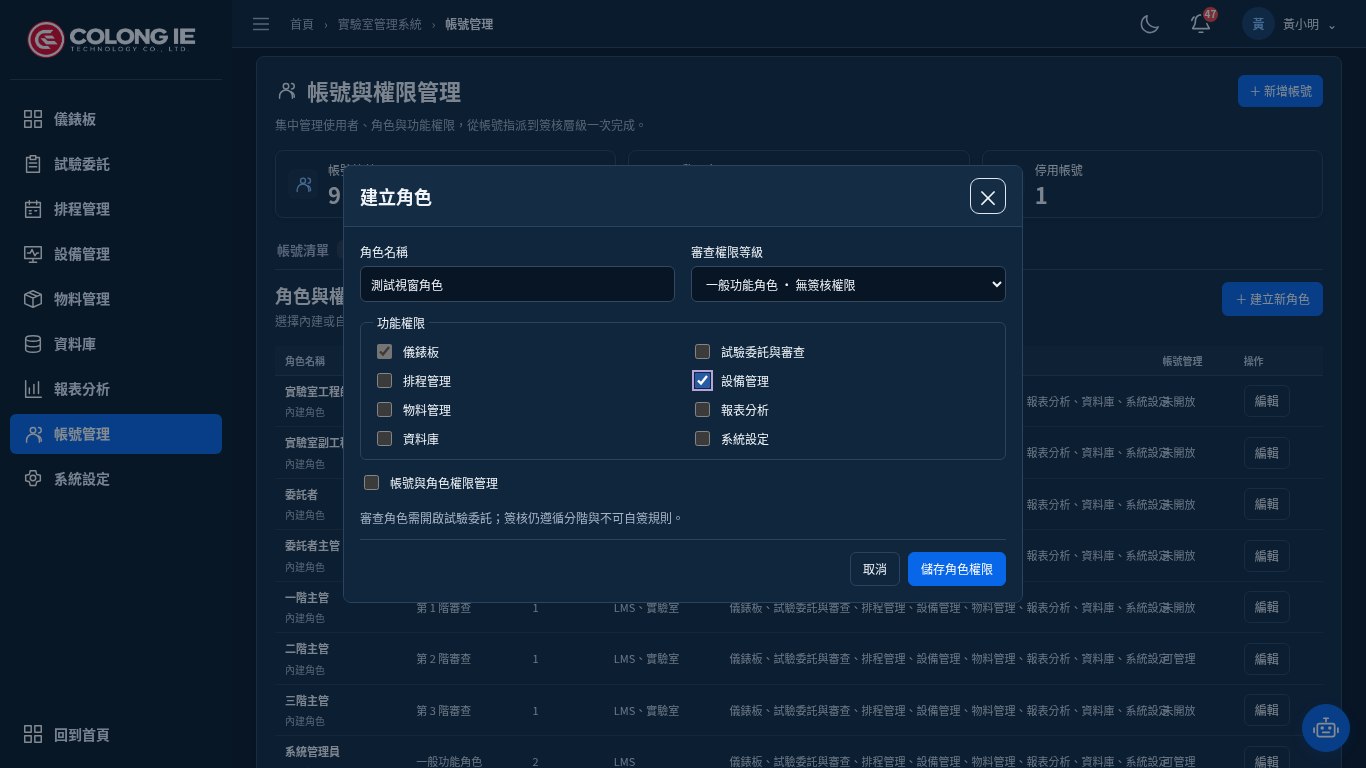 COLONG IE
TECHNOLOGY CO., LTD.
首頁 › 實驗室管理系統 › 帳號管理
47
黃
黃小明
儀錶板
試驗委託
排程管理
設備管理
物料管理
資料庫
報表分析
帳號管理
系統設定
回到首頁
帳號與權限管理
+ 新增帳號
集中管理使用者、角色與功能權限，從帳號指派到簽核層級一次完成。
9
停用帳號
1
帳號清單
角色與權
+ 建立新角色
選擇內建或自
建立角色
角色名稱
審查權限等級
測試視窗角色
一般功能角色・無簽核權限
功能權限
儀錶板
試驗委託與審查
排程管理
設備管理
物料管理
報表分析
資料庫
系統設定
帳號與角色權限管理
審查角色需開啟試驗委託；簽核仍遵循分階與不可自簽規則。
取消
儲存角色權限
角色名稱
帳號管理
操作
實驗室工程師
內建角色
報表分析、資料庫、系統設定
未開放
編輯
實驗室副工程
內建角色
報表分析、資料庫、系統設定
未開放
編輯
委託者
內建角色
報表分析、資料庫、系統設定
未開放
編輯
委託者主管
內建角色
報表分析、資料庫、系統設定
未開放
編輯
一階主管
內建角色
第 1 階審查
1
LMS、實驗室
儀錶板、試驗委託與審查、排程管理、設備管理、物料管理、報表分析、資料庫、系統設定
未開放
編輯
二階主管
內建角色
第 2 階審查
1
LMS、實驗室
儀錶板、試驗委託與審查、排程管理、設備管理、物料管理、報表分析、資料庫、系統設定
可管理
編輯
三階主管
內建角色
第 3 階審查
1
LMS、實驗室
儀錶板、試驗委託與審查、排程管理、設備管理、物料管理、報表分析、資料庫、系統設定
未開放
編輯
系統管理員
一般功能角色
2
LMS
儀錶板、試驗委託與審查、排程管理、設備管理、物料管理、報表分析、資料庫、系統設定
可管理
編輯